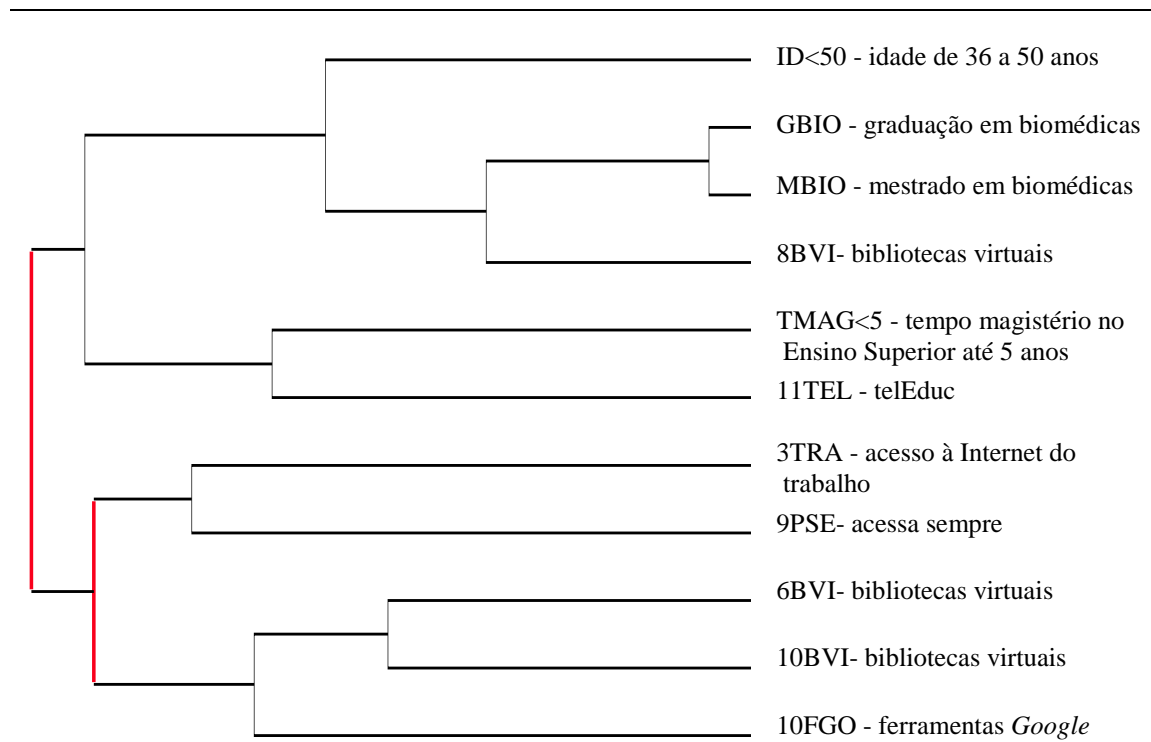 ID<50 - idade de 36 a 50 anos
GBIO - graduação em biomédicas
MBIO - mestrado em biomédicas
8BVI- bibliotecas virtuais
TMAG<5 - tempo magistério no
Ensino Superior até 5 anos
11TEL - telEduc
3TRA - acesso à Internet do
trabalho
9PSE- acessa sempre
6BVI- bibliotecas virtuais
10BVI- bibliotecas virtuais
10FGO - ferramentas Google